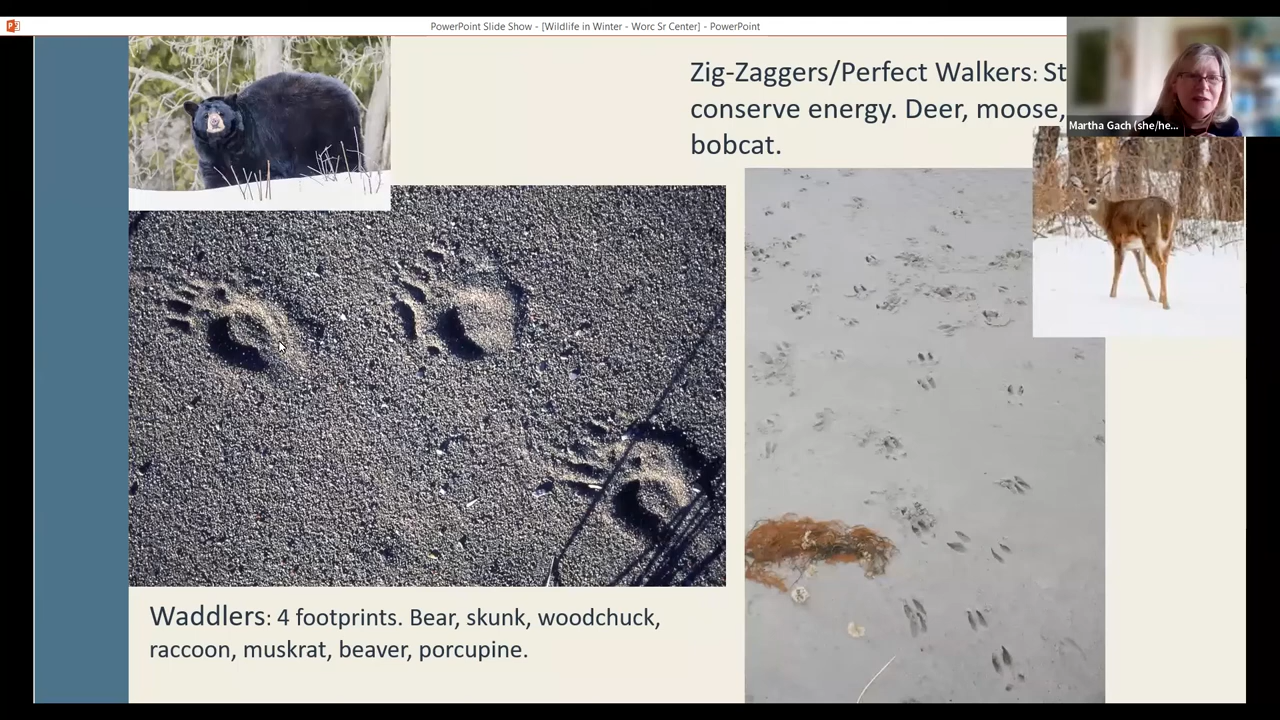 PowerPoint Slide Show - [Wildlife in Winter - Worc Sr Center] - PowerPoint
Zig-Zaggers/Perfect Walkers: St
conserve energy. Deer, moose,
bobcat.
Martha Gach (she/he...
Waddlers: 4 footprints. Bear, skunk, woodchuck,
raccoon, muskrat, beaver, porcupine.